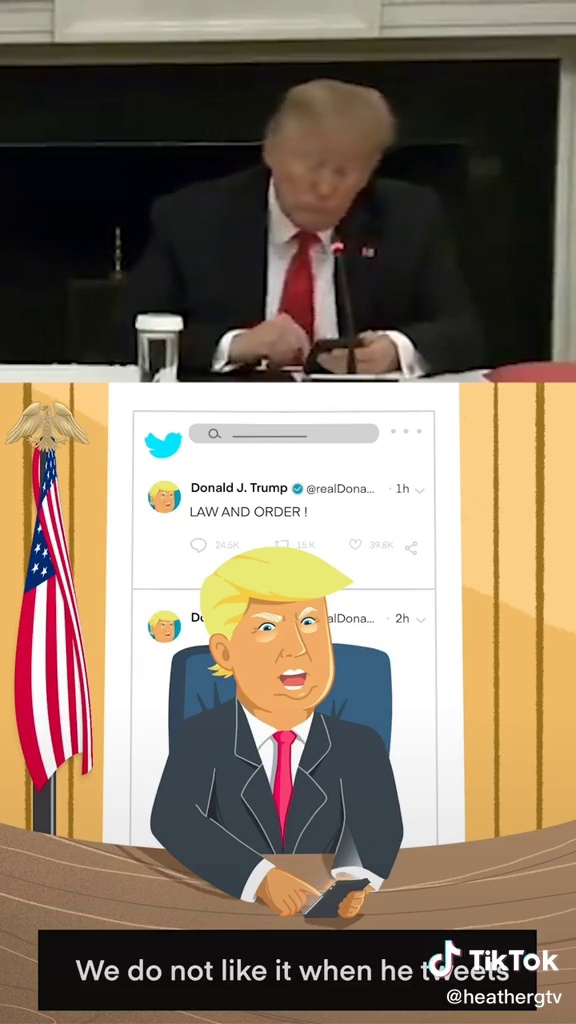 Donald J. Trump @realDona... · 1h
LAW AND ORDER !
24.5K 15 K 39.8K
alDona... · 2h
We do not like it when he tweets
TikTok
@heathergtv